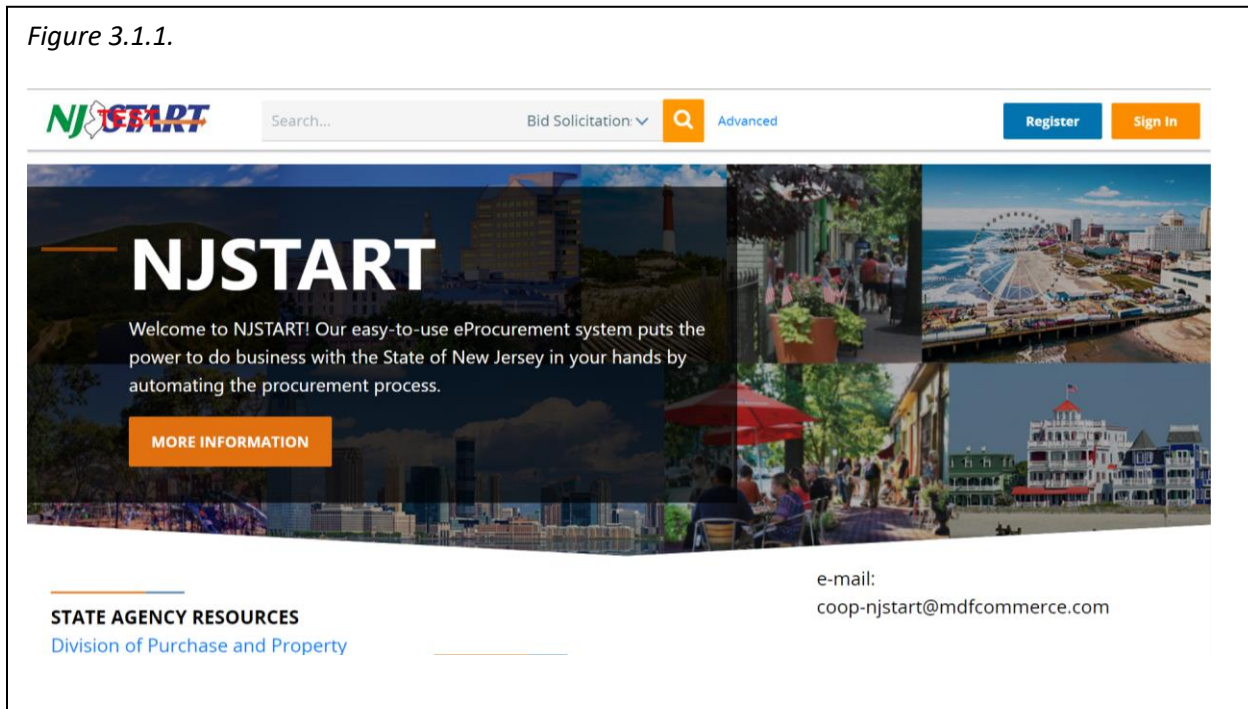 Figure 3.1.1.
NJSTART
TEST
Search...
Bid Solicitation:
Advanced
Register
Sign In
NJSTART
Welcome to NJSTART! Our easy-to-use eProcurement system puts the
power to do business with the State of New Jersey in your hands by
automating the procurement process.
MORE INFORMATION
e-mail:
coop-njstart@mdfcommerce.com
STATE AGENCY RESOURCES
Division of Purchase and Property